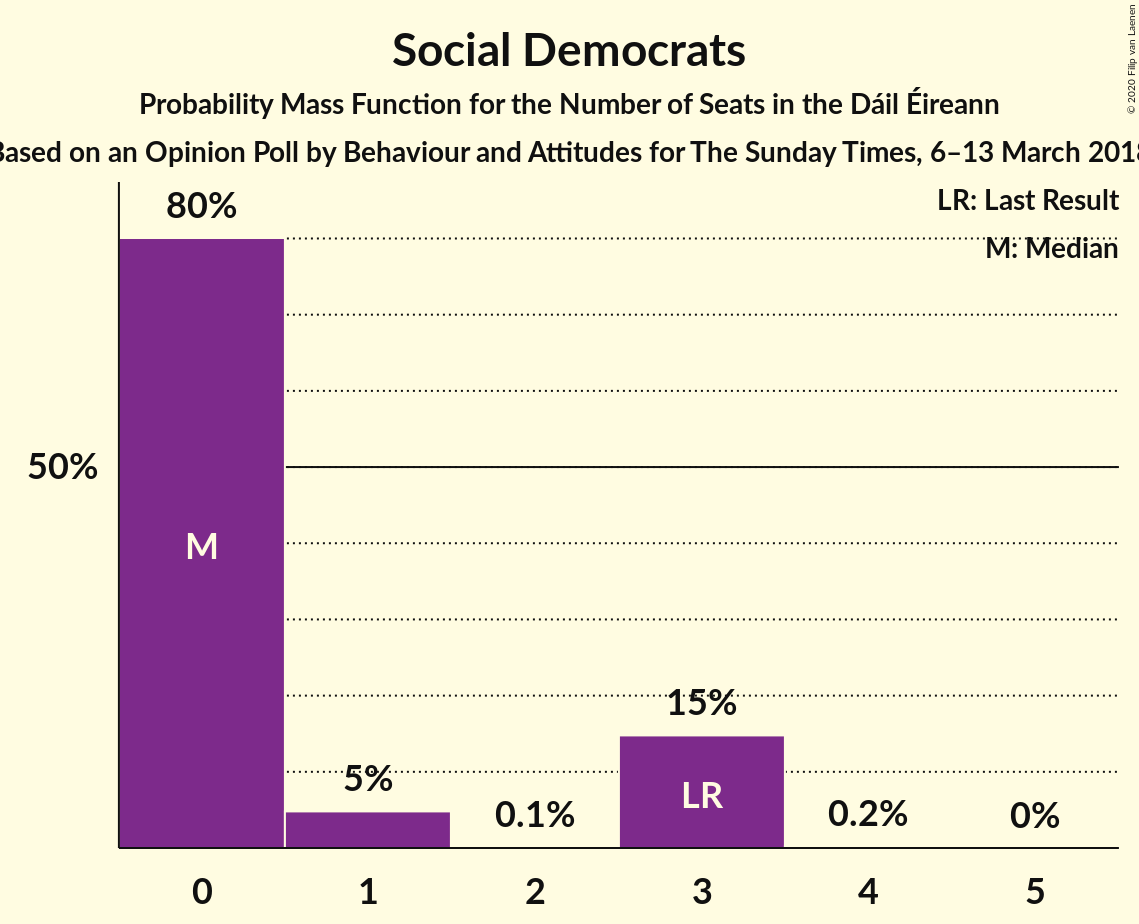 Social Democrats
Probability Mass Function for the Number of Seats in the Dáil Éireann
Based on an Opinion Poll by Behaviour and Attitudes for The Sunday Times, 6–13 March 2018
© 2020 Filip van Laenen
LR: Last Result
M: Median
80%
50%
M
15%
5%
LR
0.1%
0.2%
0%
0 1 2 3 4 5